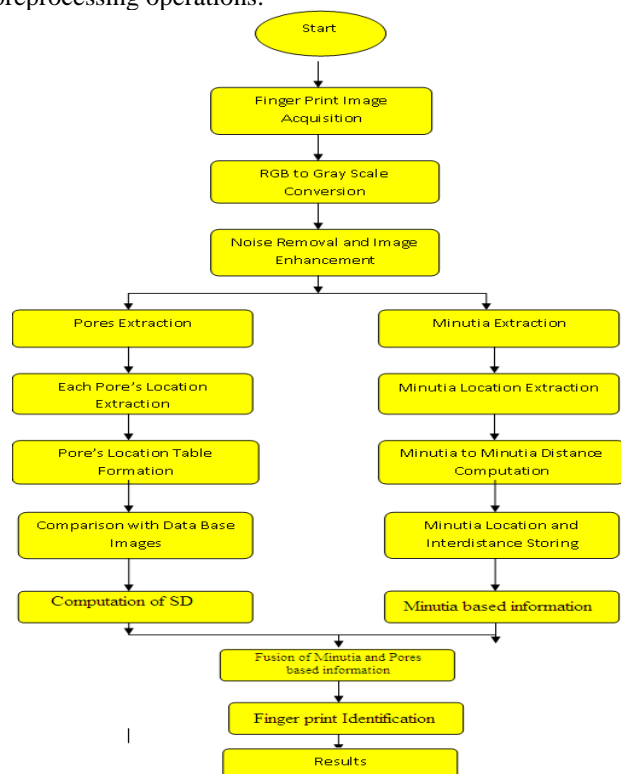 preprocessing operations.
Start
Finger Print Image
Acquisition
RGB to Gray Scale
Conversion
Noise Removal and Image
Enhancement
Pores Extraction
Each Pore's Location
Extraction
Pore's Location Table
Formation
Comparison with Data Base
Images
Computation of SD
Minutia Extraction
Minutia Location Extraction
Minutia to Minutia Distance
Computation
Minutia Location and
Interdistance Storing
Minutia based information
Fusion of Minutia and Pores
based information
Finger print Identification
Results